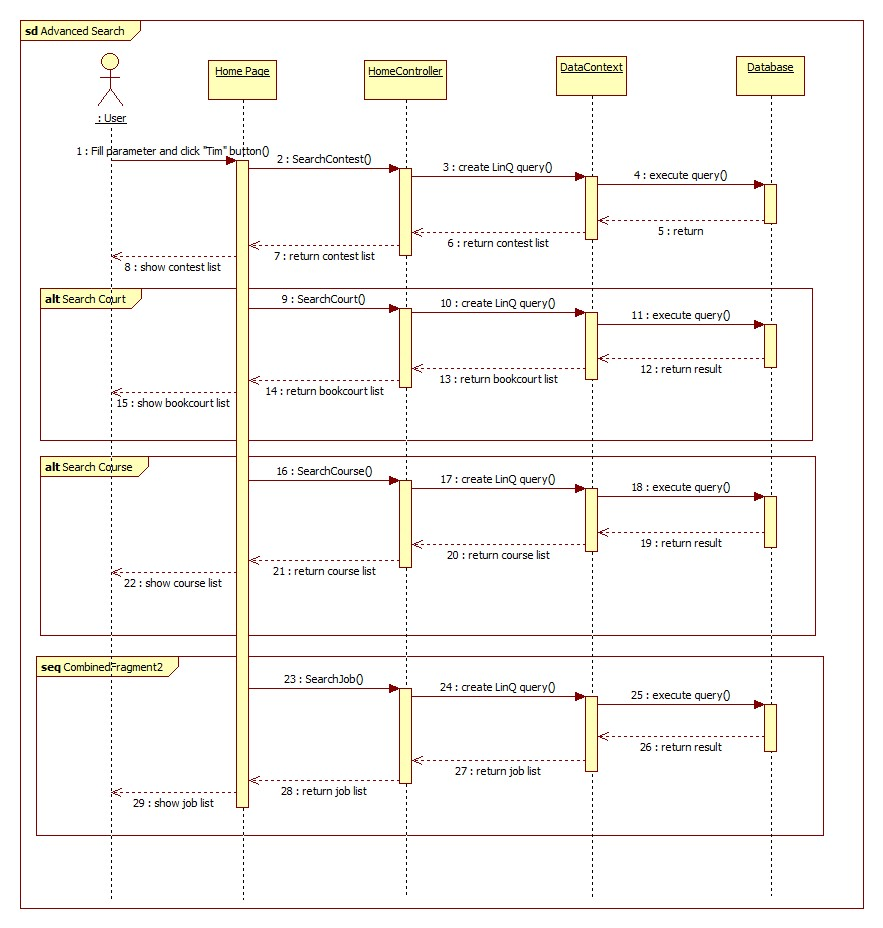 sd Advanced Search
: User
Home Page
HomeController
DataContext
Database
1 : Fill parameter and click "Tim" button()
2 : SearchContest()
3 : create LinQ query()
4 : execute query()
5 : return
6 : return contest list
7 : return contest list
8 : show contest list
alt Search Court
9 : SearchCourt()
10 : create LinQ query()
11 : execute query()
12 : return result
13 : return bookcourt list
14 : return bookcourt list
15 : show bookcourt list
alt Search Course
16 : SearchCourse()
17 : create LinQ query()
18 : execute query()
19 : return result
20 : return course list
21 : return course list
22 : show course list
seq CombinedFragment2
23 : SearchJob()
24 : create LinQ query()
25 : execute query()
26 : return result
27 : return job list
28 : return job list
29 : show job list